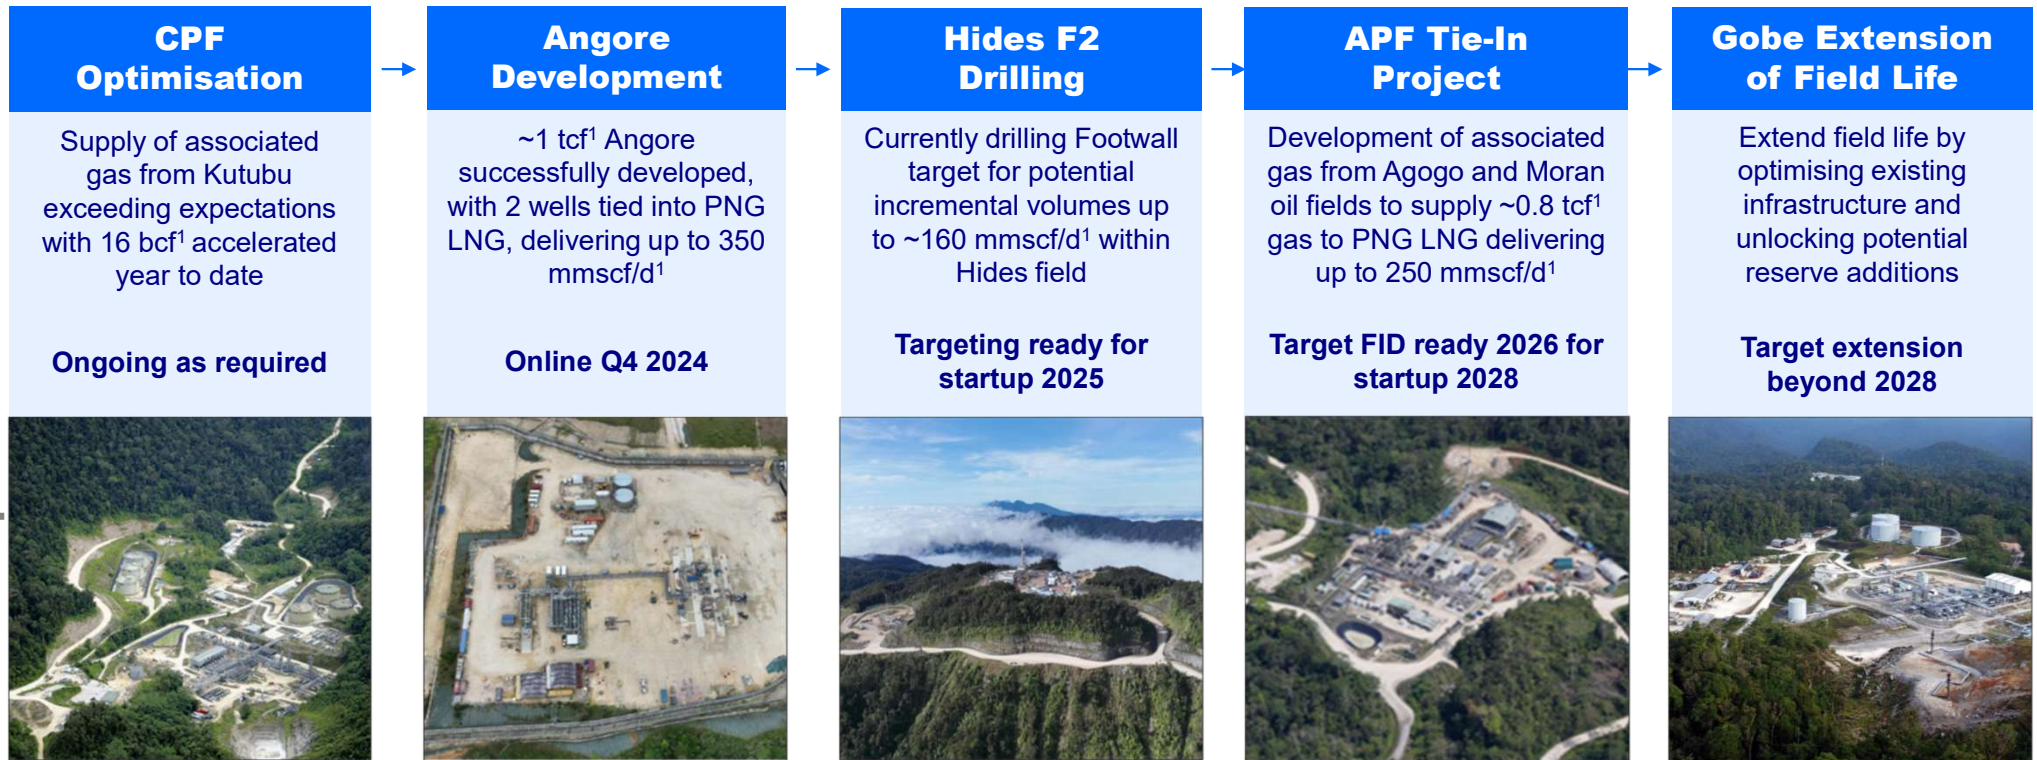 CPF
Optimisation
Supply of associated
gas from Kutubu
exceeding expectations
with 16 bcf¹ accelerated
year to date
Ongoing as required
Angore
Development
~1 tcf¹ Angore
successfully developed,
with 2 wells tied into PNG
LNG, delivering up to 350
mmscf/d¹
Online Q4 2024
Hides F2
Drilling
Currently drilling Footwall
target for potential
incremental volumes up
to ~160 mmscf/d¹ within
Hides field
Targeting ready for
startup 2025
APF Tie-In
Project
Development of associated
gas from Agogo and Moran
oil fields to supply ~0.8 tcf¹
gas to PNG LNG delivering
up to 250 mmscf/d¹
Target FID ready 2026 for
startup 2028
Gobe Extension
of Field Life
Extend field life by
optimising existing
infrastructure and
unlocking potential
reserve additions
Target extension
beyond 2028